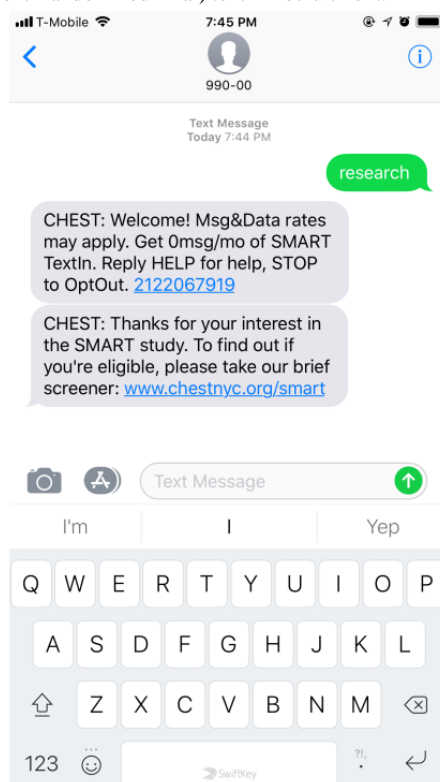 T-Mobile 7:45 PM
990-00
Text Message
Today 7:44 PM
research
CHEST: Welcome! Msg&Data rates
may apply. Get 0msg/mo of SMART
TextIn. Reply HELP for help, STOP
to OptOut. 2122067919
CHEST: Thanks for your interest in
the SMART study. To find out if
you're eligible, please take our brief
screener: www.chestnyc.org/smart
Text Message
I'm I Yep
Q W E R T Y U I O P
A S D F G H J K L
Z X C V B N M
123 SwiftKey ?!, .